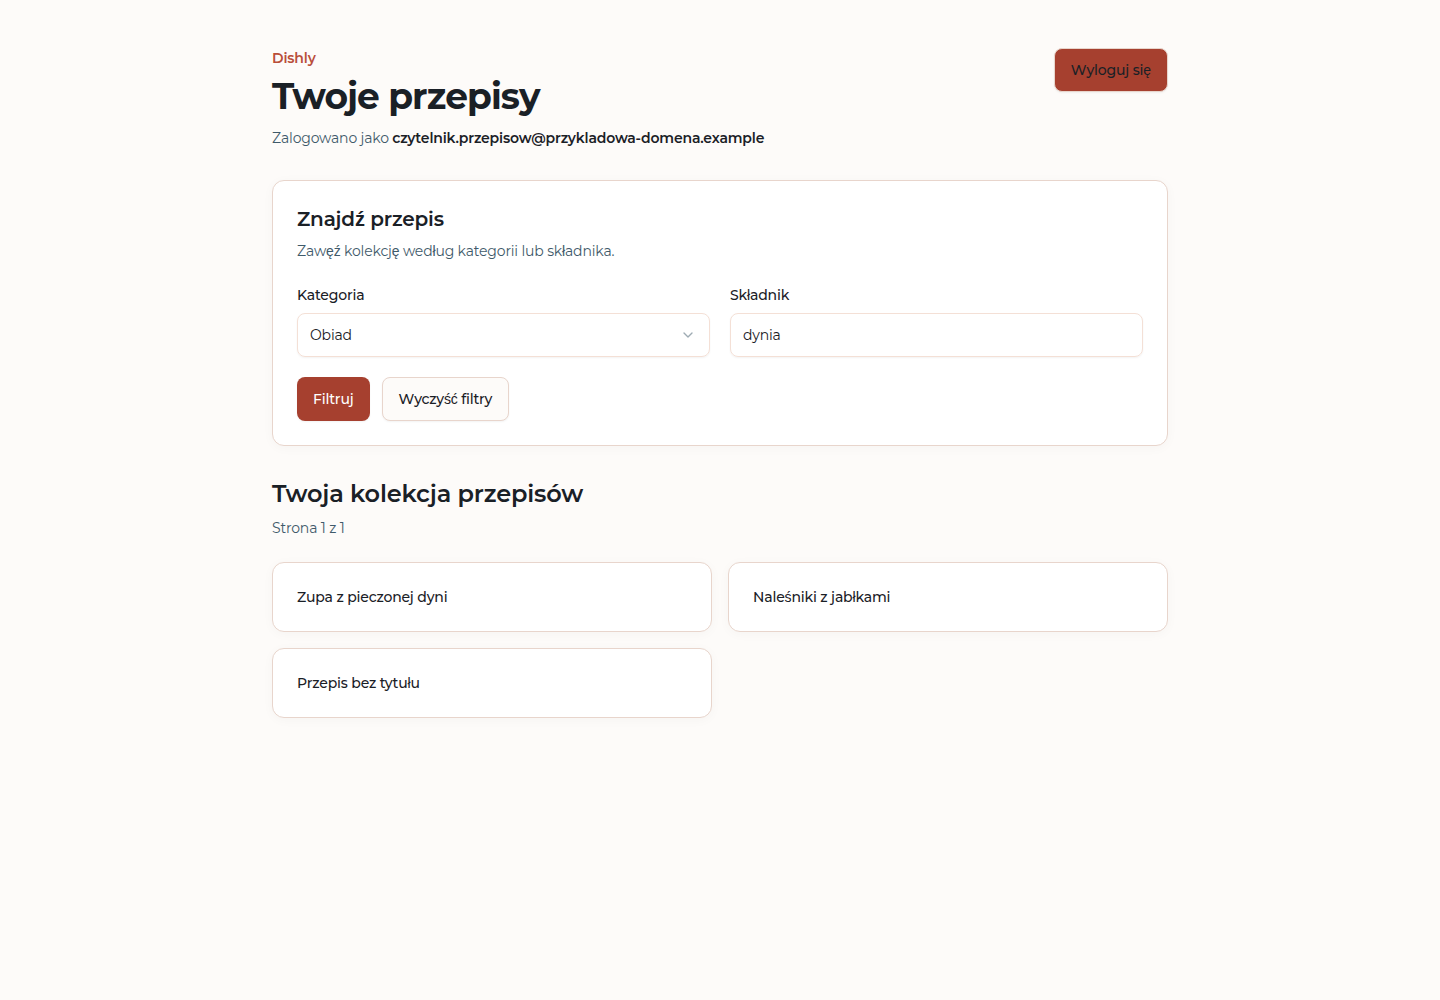 Dishly
Wyloguj się
Twoje przepisy
Zalogowano jako czytelnik.przepisow@przykladowa-domena.example
Znajdź przepis
Zawęź kolekcję według kategorii lub składnika.
Kategoria
Składnik
Obiad
dynia
Filtruj
Wyczyść filtry
Twoja kolekcja przepisów
Strona 1 z 1
Zupa z pieczonej dyni
Naleśniki z jabłkami
Przepis bez tytułu